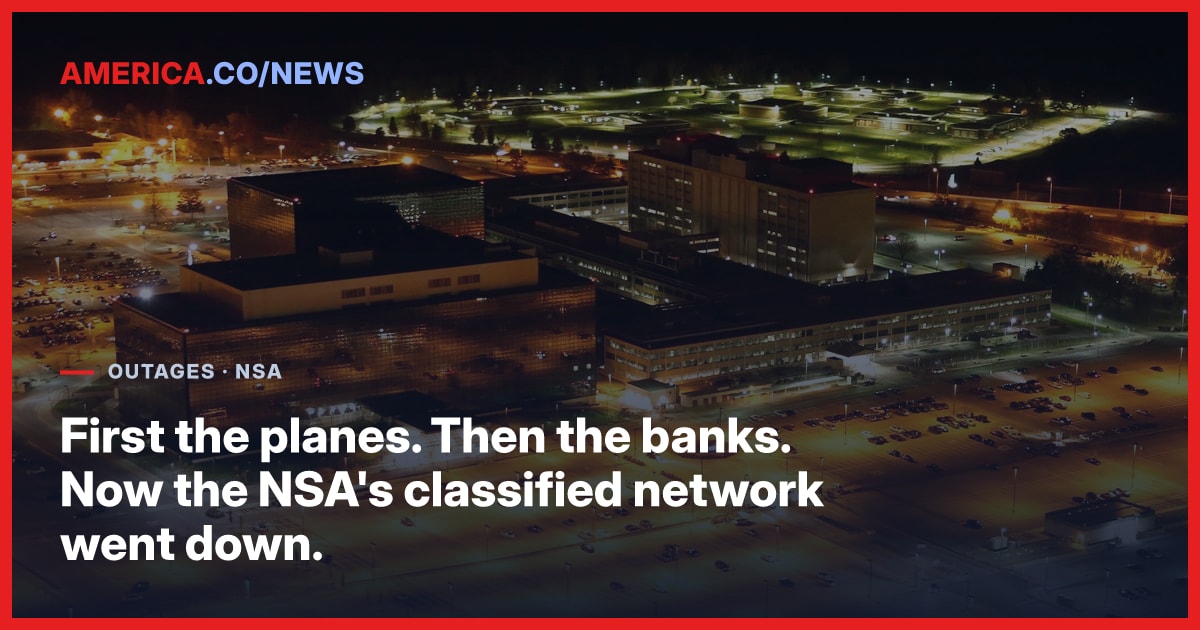 AMERICA.CO/NEWS
OUTAGES · NSA
First the planes. Then the banks.
Now the NSA's classified network
went down.